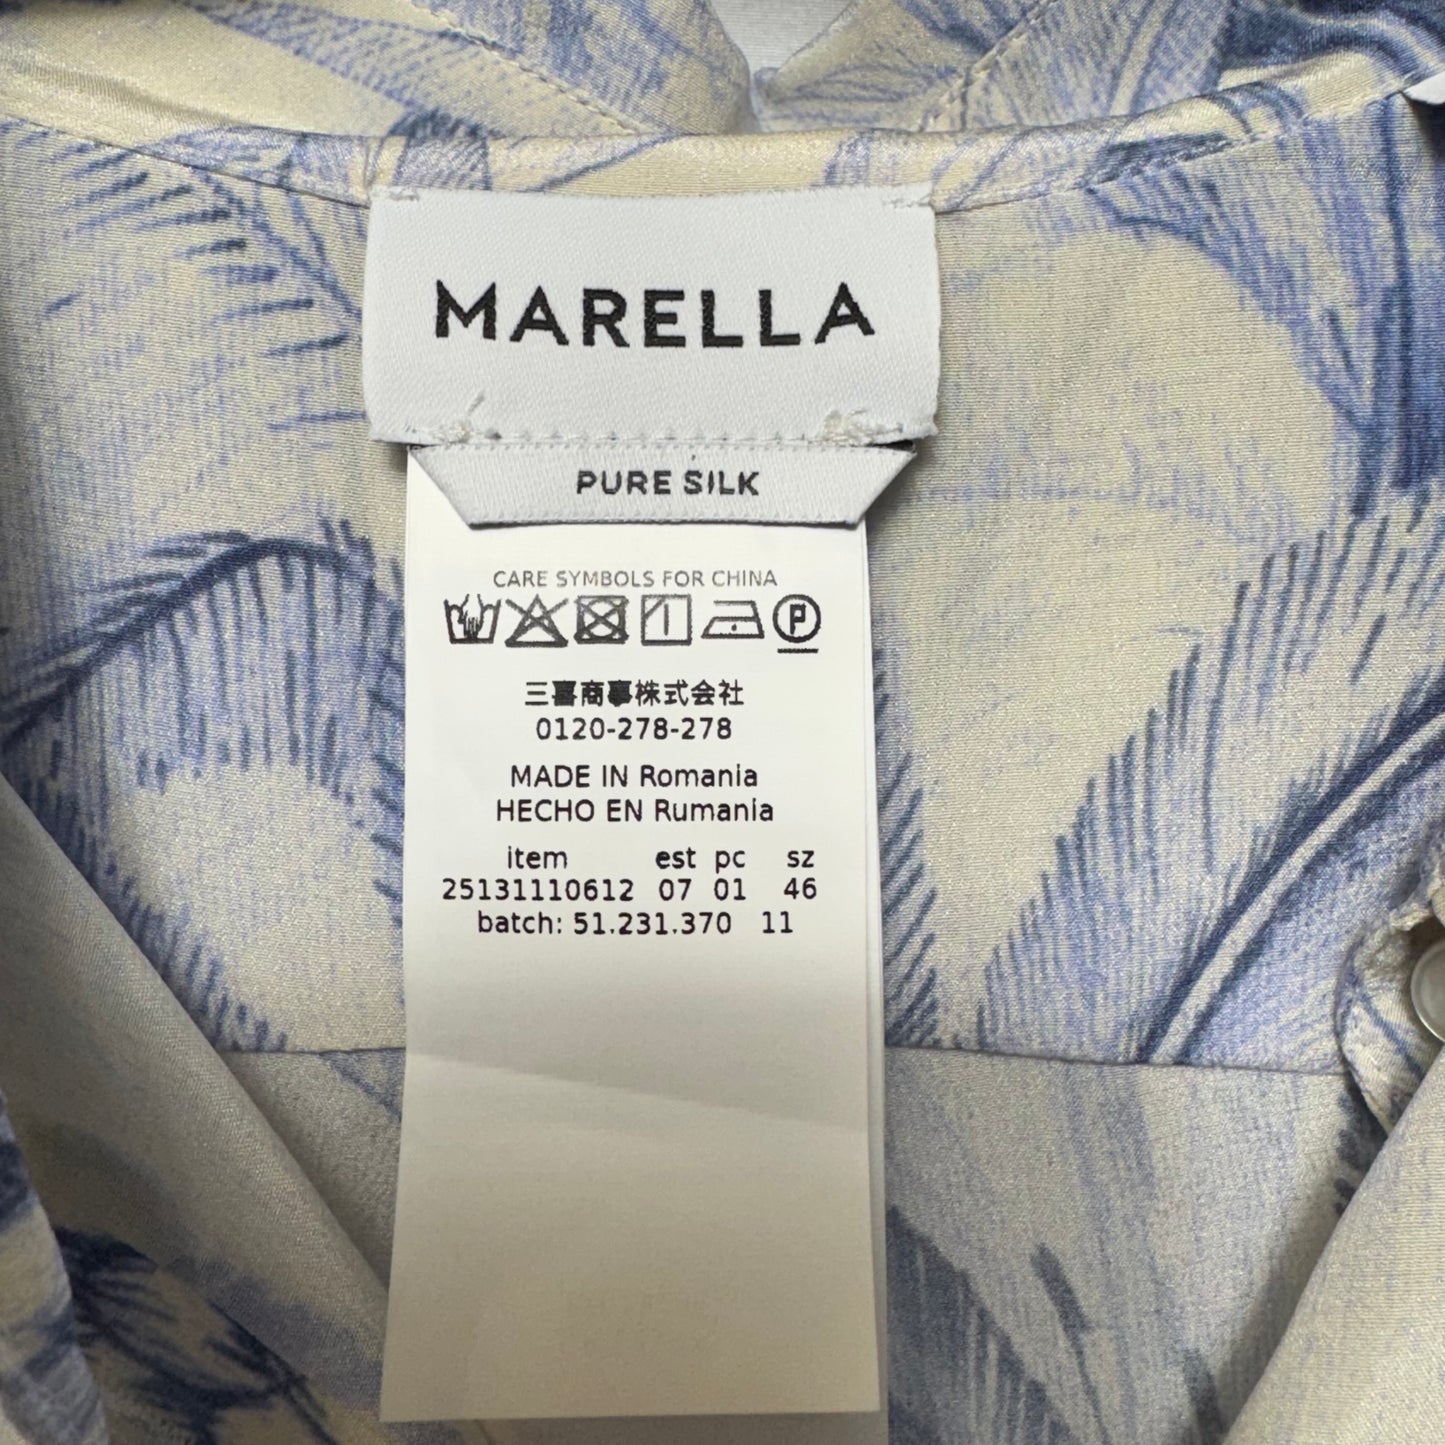 MARELLA
PURE SILK
CARE SYMBOLS FOR CHINA
P
三喜商事株式会社
0120-278-278
MADE IN Romania
HECHO EN Rumania
item est pc sz
25131110612 07 01 46
batch: 51.231.370 11